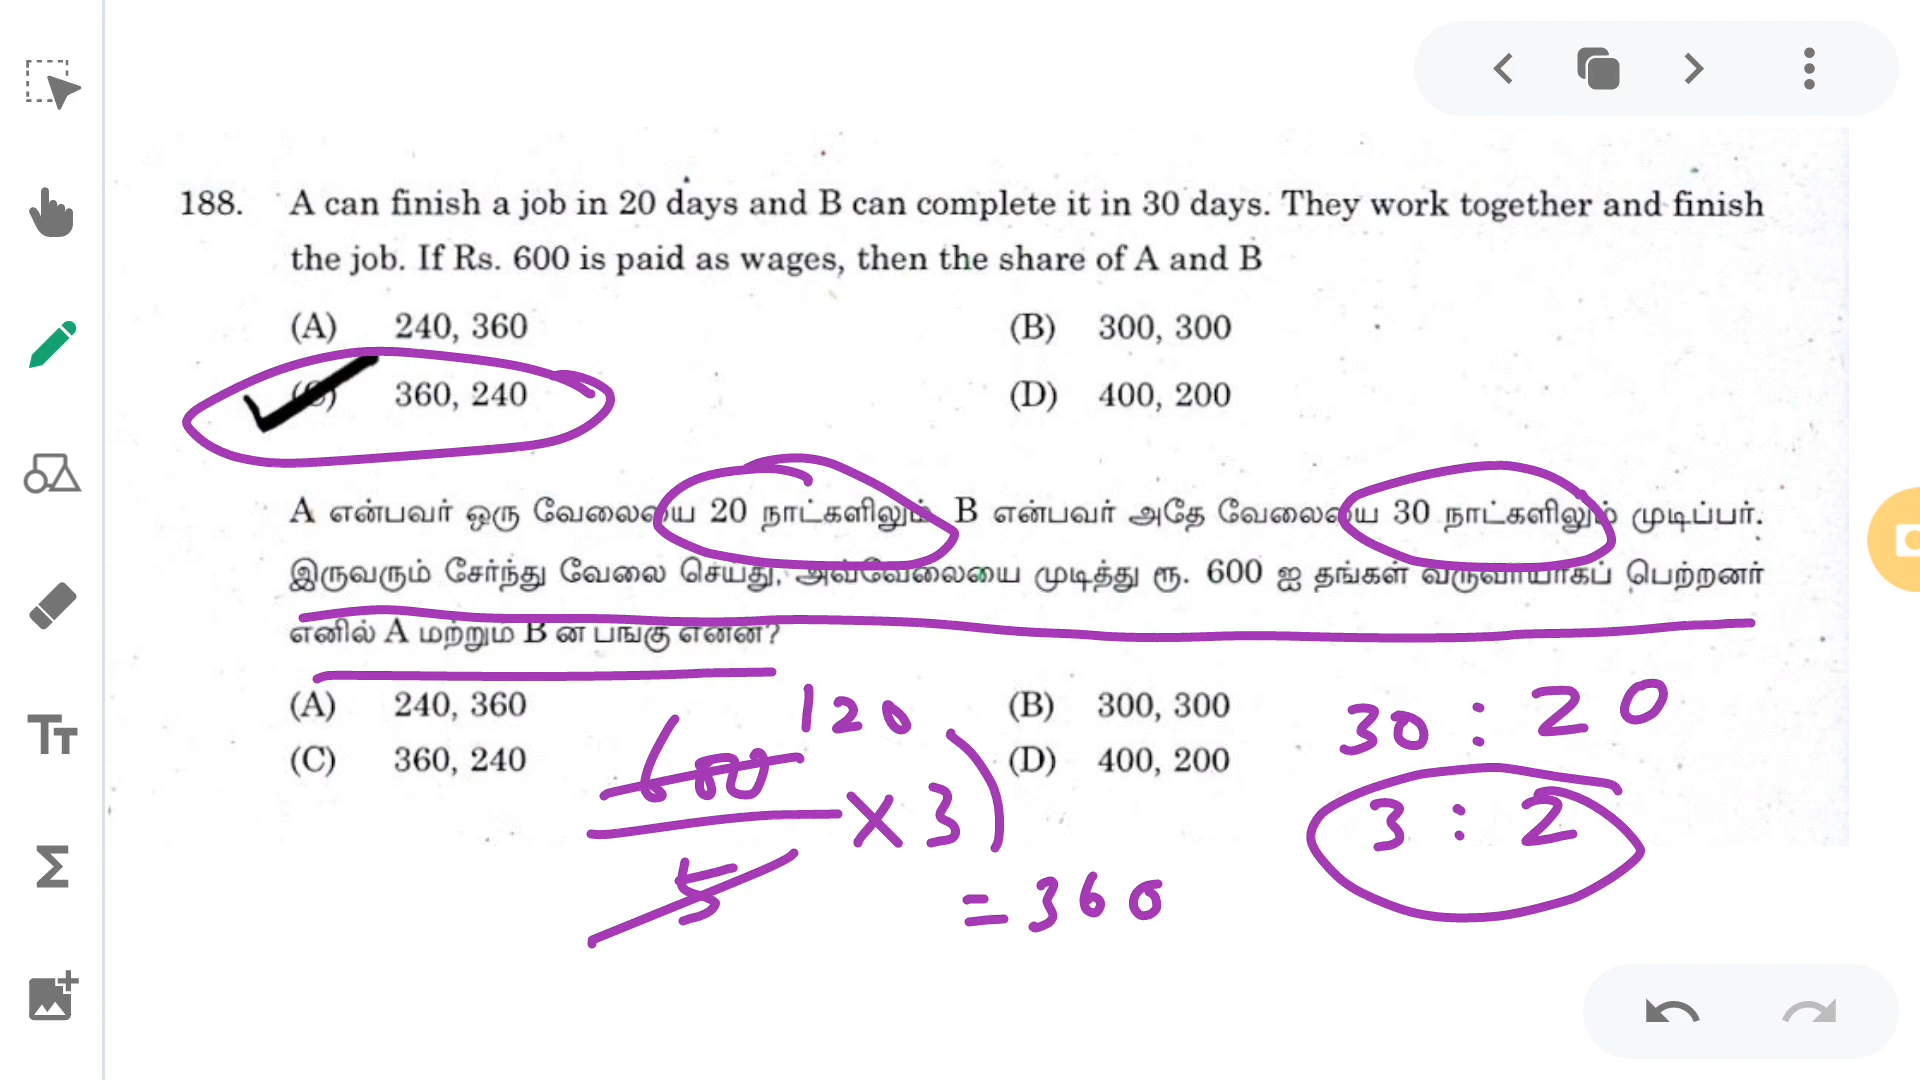 188. A can finish a job in 20 days and B can complete it in 30 days. They work together and finish
the job. If Rs. 600 is paid as wages, then the share of A and B
(A) 240, 360 (B) 300, 300
(C) 360, 240 (D) 400, 200
A என்பவர் ஒரு வேலையை 20 நாட்களிலும் B என்பவர் அதே வேலையை 30 நாட்களிலும் முடிப்பர்.
இருவரும் சேர்ந்து வேலை செய்து, அவ்வேலையை முடித்து ரூ. 600 ஐ தங்கள் வருவாயாகப் பெற்றனர்
எனில் A மற்றும் B ன் பங்கு என்ன?
(A) 240, 360 (B) 300, 300
(C) 360, 240 (D) 400, 200
120
600
5
× 3)
= 360
30 : 20
3 : 2
Tт
Σ